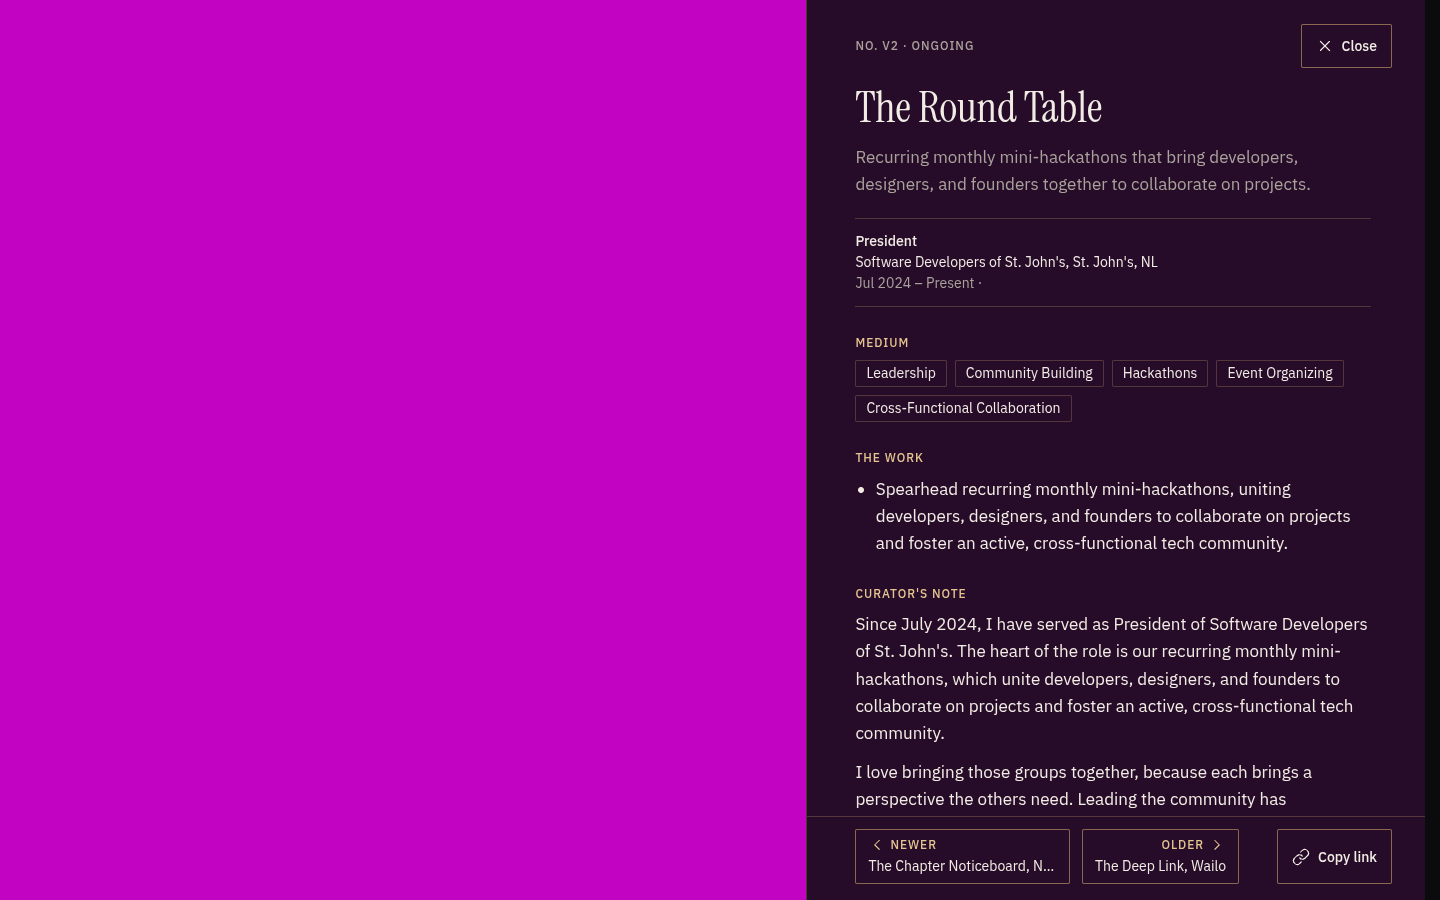 NO. V2 · ONGOING
Close
The Round Table
Recurring monthly mini-hackathons that bring developers,
designers, and founders together to collaborate on projects.
President
Software Developers of St. John's, St. John's, NL
Jul 2024 – Present ·
MEDIUM
Leadership
Community Building
Hackathons
Event Organizing
Cross-Functional Collaboration
THE WORK
• Spearhead recurring monthly mini-hackathons, uniting
developers, designers, and founders to collaborate on projects
and foster an active, cross-functional tech community.
CURATOR'S NOTE
Since July 2024, I have served as President of Software Developers
of St. John's. The heart of the role is our recurring monthly mini-
hackathons, which unite developers, designers, and founders to
collaborate on projects and foster an active, cross-functional tech
community.
I love bringing those groups together, because each brings a
perspective the others need. Leading the community has
NEWER
The Chapter Noticeboard, N...
OLDER
The Deep Link, Wailo
Copy link